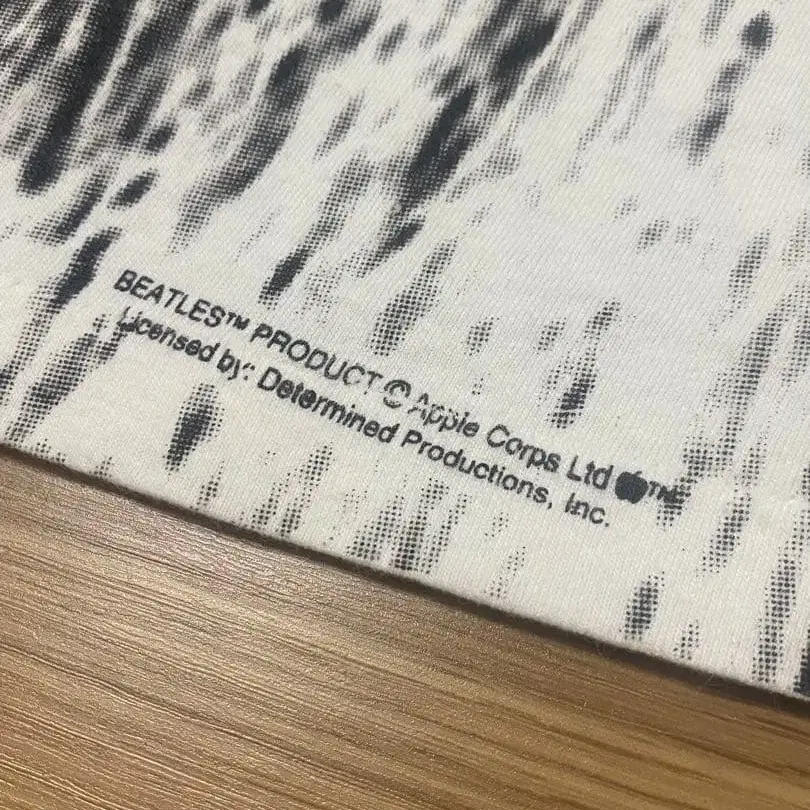 BEATLES™ PRODUCT © Apple Corps Ltd ™
Licensed by: Determined Productions, Inc.